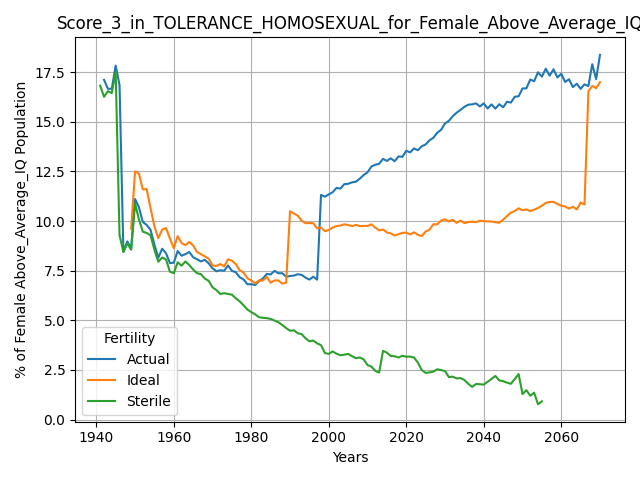 Score_3_in_TOLERANCE_HOMOSEXUAL_for_Female_Above_Average_IQ
% of Female Above_Average_IQ Population
17.5
15.0
12.5
10.0
7.5
5.0
2.5
0.0
Fertility
Actual
Ideal
Sterile
1940 1960 1980 2000 2020 2040 2060
Years